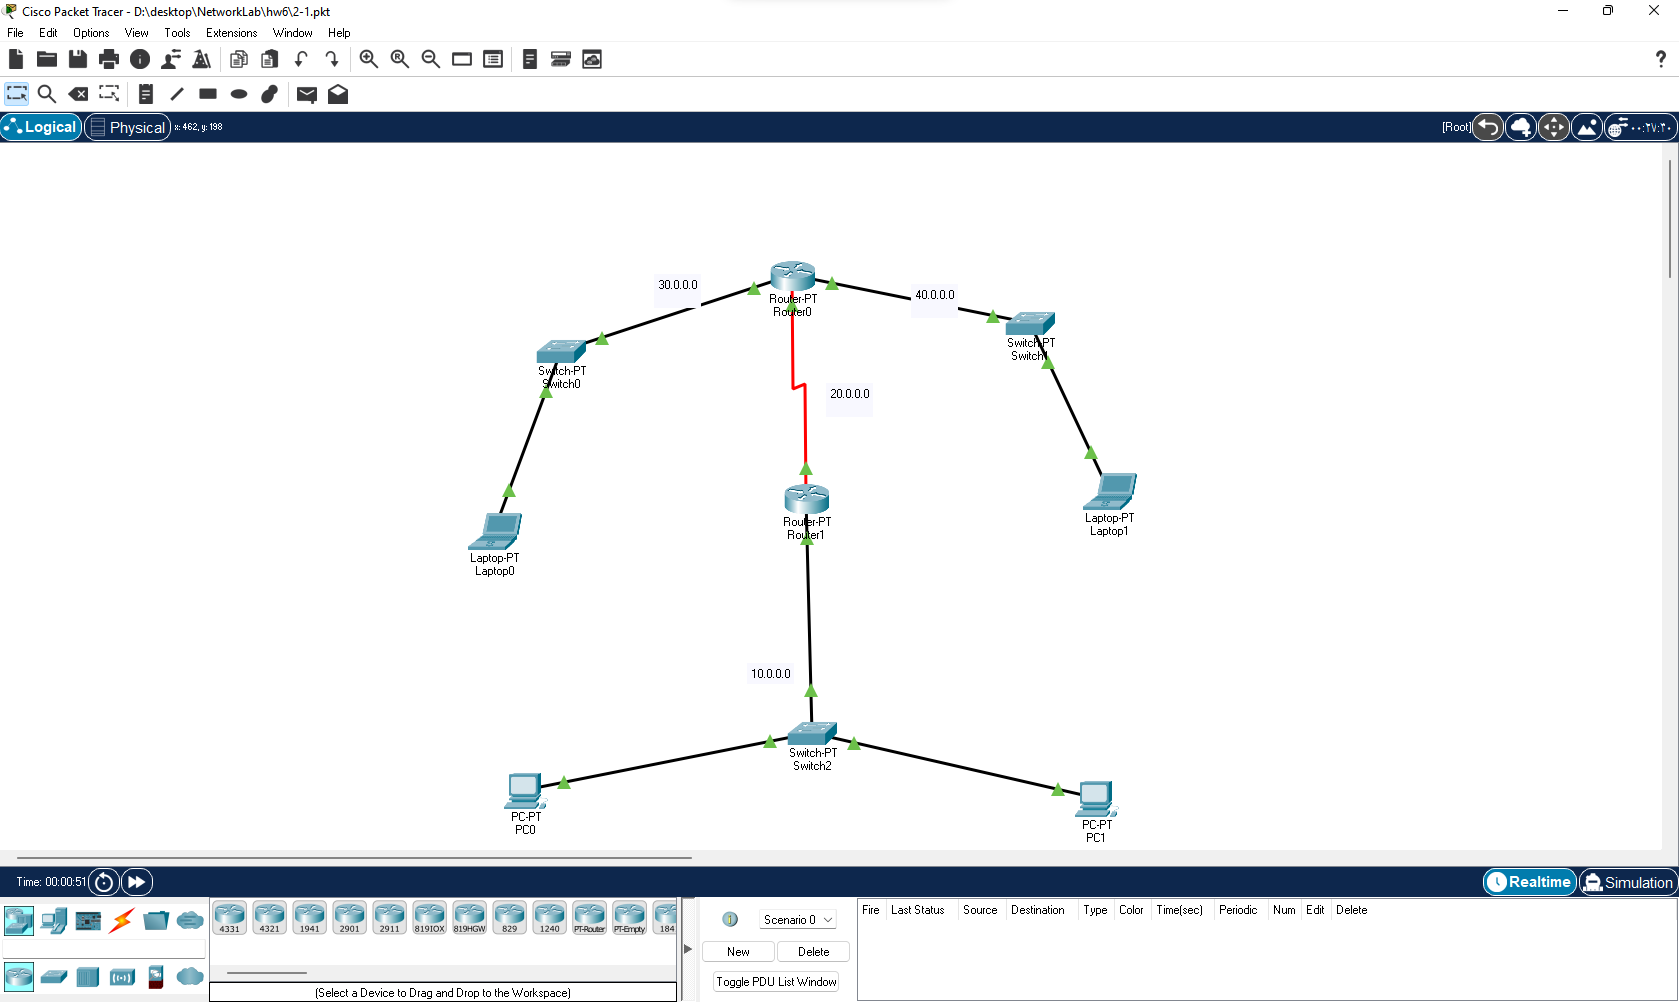 Cisco Packet Tracer - D:\desktop\NetworkLab\hw6\2-1.pkt
File Edit Options View Tools Extensions Window Help
?
Logical Physical x: 462, y: 198 [Root] ۰۰:۲۷:۳۰
30.0.0.0
40.0.0.0
Router-PT
Router0
Switch-PT
Switch1
Switch-PT
Switch0
20.0.0.0
Router-PT
Router1
Laptop-PT
Laptop1
Laptop-PT
Laptop0
10.0.0.0
Switch-PT
Switch2
PC-PT
PC0
PC-PT
PC1
Time: 00:00:51 Realtime Simulation
4331 4321 1941 2901 2911 819IOX 819HGW 829 1240 PT-Router PT-Empty 184
Scenario 0
New Delete
Toggle PDU List Window
(Select a Device to Drag and Drop to the Workspace)
Fire Last Status Source Destination Type Color Time(sec) Periodic Num Edit Delete